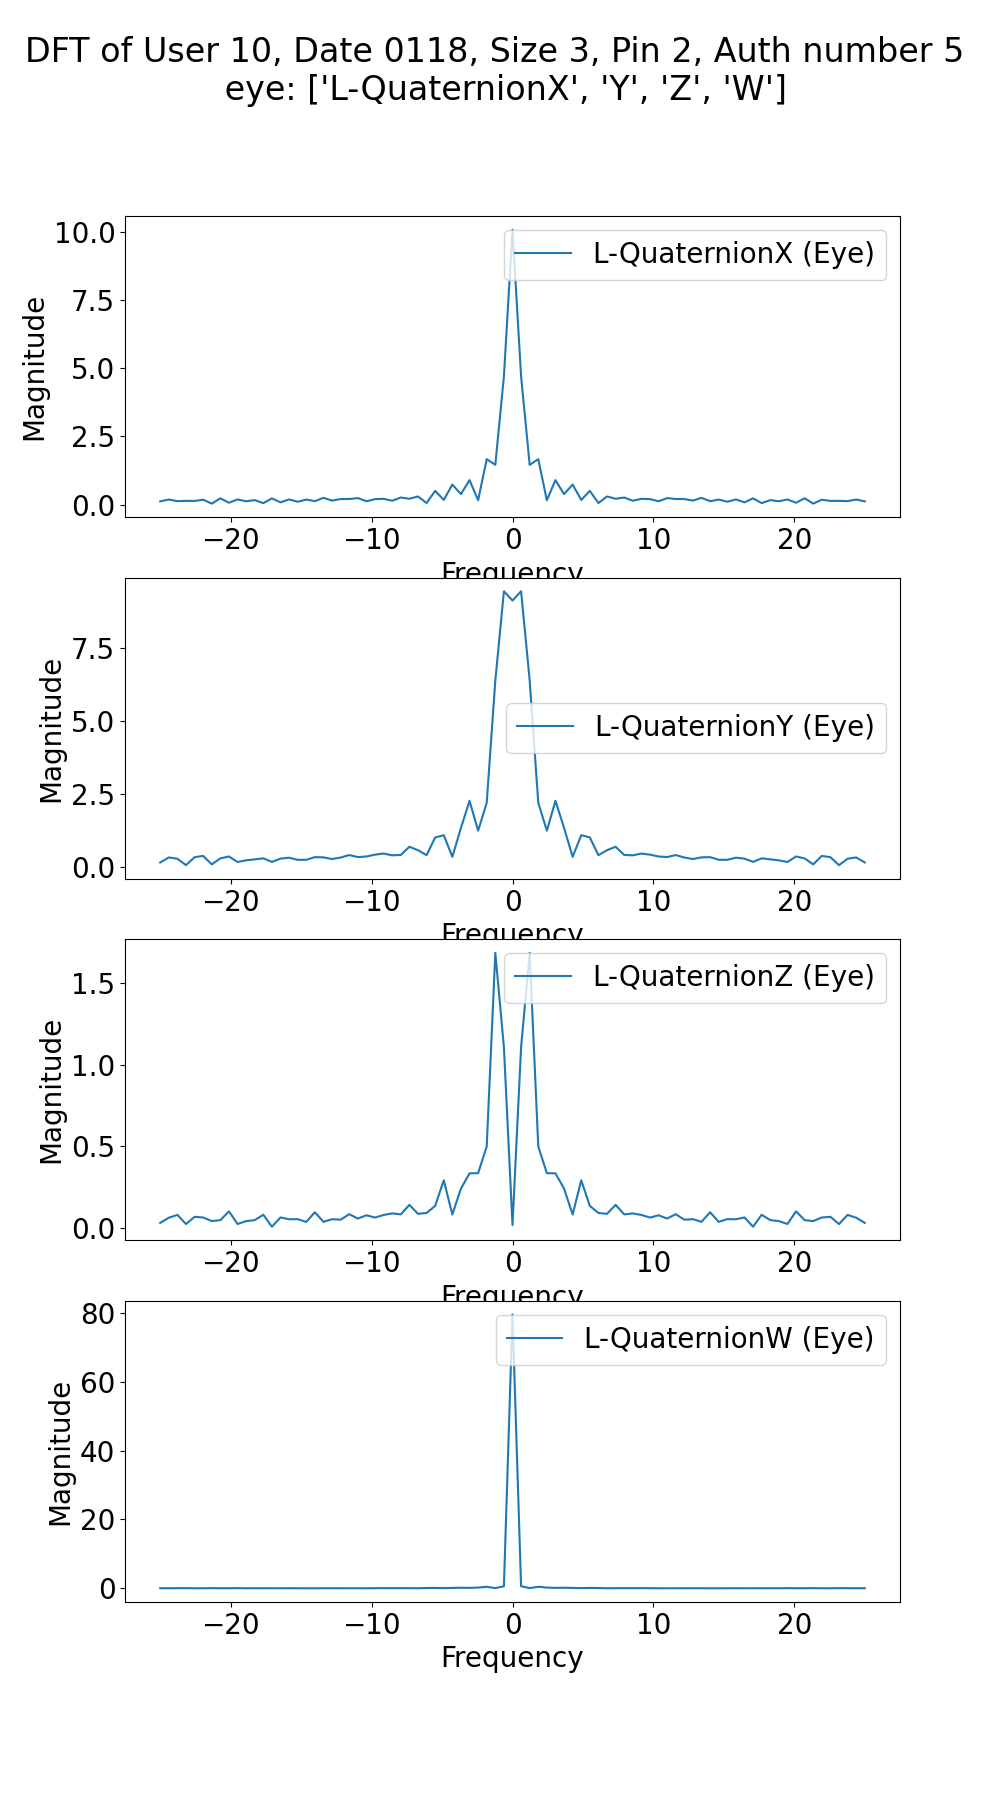 DFT of User 10, Date 0118, Size 3, Pin 2, Auth number 5
eye: ['L-QuaternionX', 'Y', 'Z', 'W']
10.0
7.5
5.0
2.5
0.0
Magnitude
L-QuaternionX (Eye)
−20 −10 0 10 20
Frequency
7.5
5.0
2.5
0.0
Magnitude
L-QuaternionY (Eye)
−20 −10 0 10 20
Frequency
1.5
1.0
0.5
0.0
Magnitude
L-QuaternionZ (Eye)
−20 −10 0 10 20
Frequency
80
60
40
20
0
Magnitude
L-QuaternionW (Eye)
−20 −10 0 10 20
Frequency